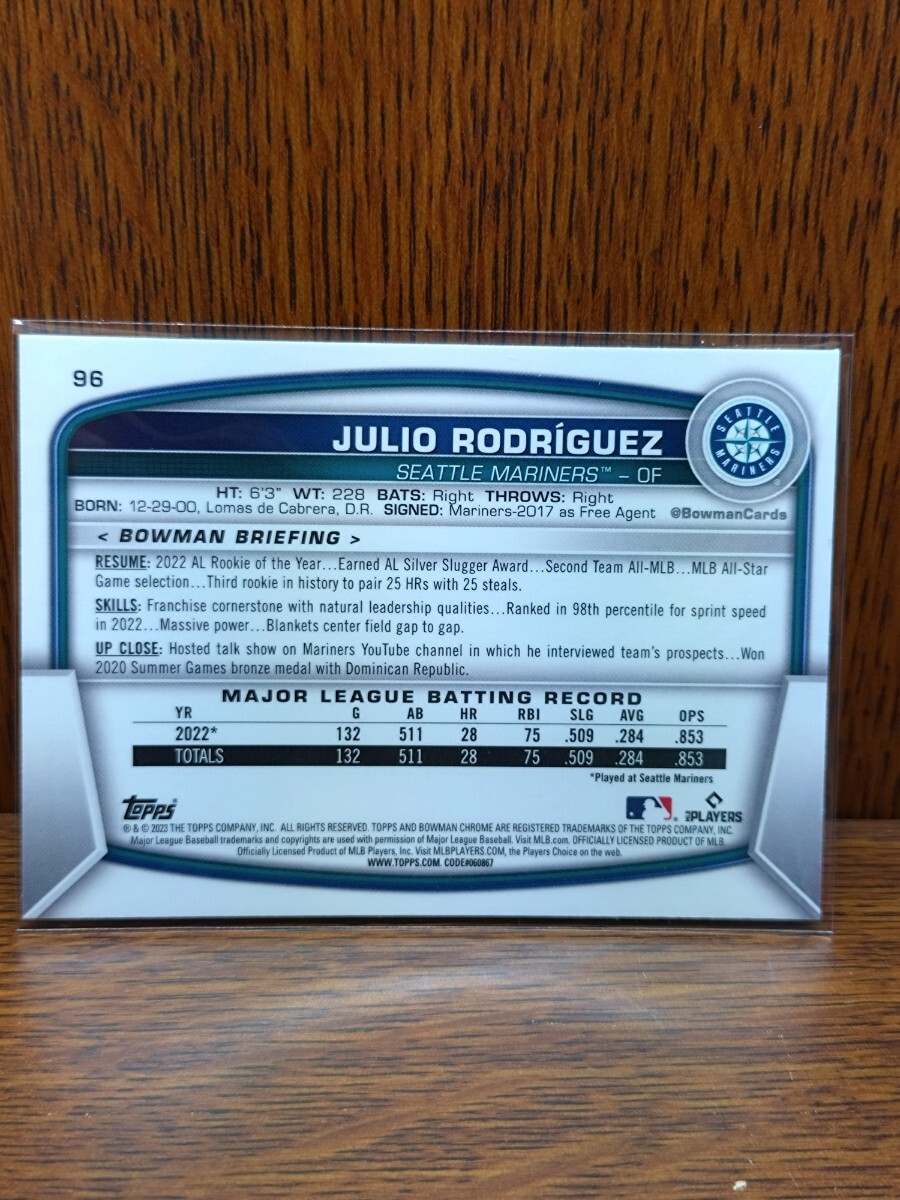 96
JULIO RODRÍGUEZ
SEATTLE MARINERS™ – OF
SEATTLE MARINERS
HT: 6'3" WT: 228 BATS: Right THROWS: Right
BORN: 12-29-00, Lomas de Cabrera, D.R. SIGNED: Mariners-2017 as Free Agent @BowmanCards
< BOWMAN BRIEFING >
RESUME: 2022 AL Rookie of the Year...Earned AL Silver Slugger Award...Second Team All-MLB...MLB All-Star
Game selection...Third rookie in history to pair 25 HRs with 25 steals.
SKILLS: Franchise cornerstone with natural leadership qualities...Ranked in 98th percentile for sprint speed
in 2022...Massive power...Blankets center field gap to gap.
UP CLOSE: Hosted talk show on Mariners YouTube channel in which he interviewed team's prospects...Won
2020 Summer Games bronze medal with Dominican Republic.
MAJOR LEAGUE BATTING RECORD
YR G AB HR RBI SLG AVG OPS
2022* 132 511 28 75 .509 .284 .853
TOTALS 132 511 28 75 .509 .284 .853
*Played at Seattle Mariners
topps MLB PLAYERS
® & © 2023 THE TOPPS COMPANY, INC. ALL RIGHTS RESERVED. TOPPS AND BOWMAN CHROME ARE REGISTERED TRADEMARKS OF THE TOPPS COMPANY, INC.
Major League Baseball trademarks and copyrights are used with permission of Major League Baseball. Visit MLB.com. OFFICIALLY LICENSED PRODUCT OF MLB
Officially Licensed Product of MLB Players, Inc. Visit MLBPLAYERS.COM, the Players Choice on the web.
WWW.TOPPS.COM. CODE#060867